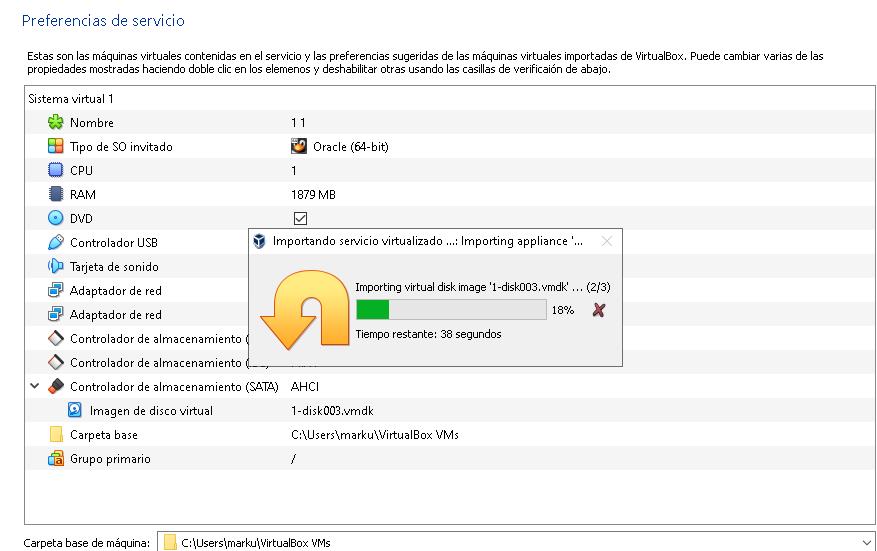 Preferencias de servicio
Estas son las máquinas virtuales contenidas en el servicio y las preferencias sugeridas de las máquinas virtuales importadas de VirtualBox. Puede cambiar varias de las
propiedades mostradas haciendo doble clic en los elemenos y deshabilitar otras usando las casillas de verificaión de abajo.
Sistema virtual 1
Nombre 1 1
Tipo de SO invitado Oracle (64-bit)
CPU 1
RAM 1879 MB
DVD
Controlador USB
Importando servicio virtualizado ...: Importing appliance '...
Tarjeta de sonido
Adaptador de red
Importing virtual disk image '1-disk003.vmdk' ... (2/3)
Adaptador de red
18%
Tiempo restante: 38 segundos
Controlador de almacenamiento (
Controlador de almacenamiento
Controlador de almacenamiento (SATA) AHCI
Imagen de disco virtual 1-disk003.vmdk
Carpeta base C:\Users\marku\VirtualBox VMs
Grupo primario /
Carpeta base de máquina: C:\Users\marku\VirtualBox VMs